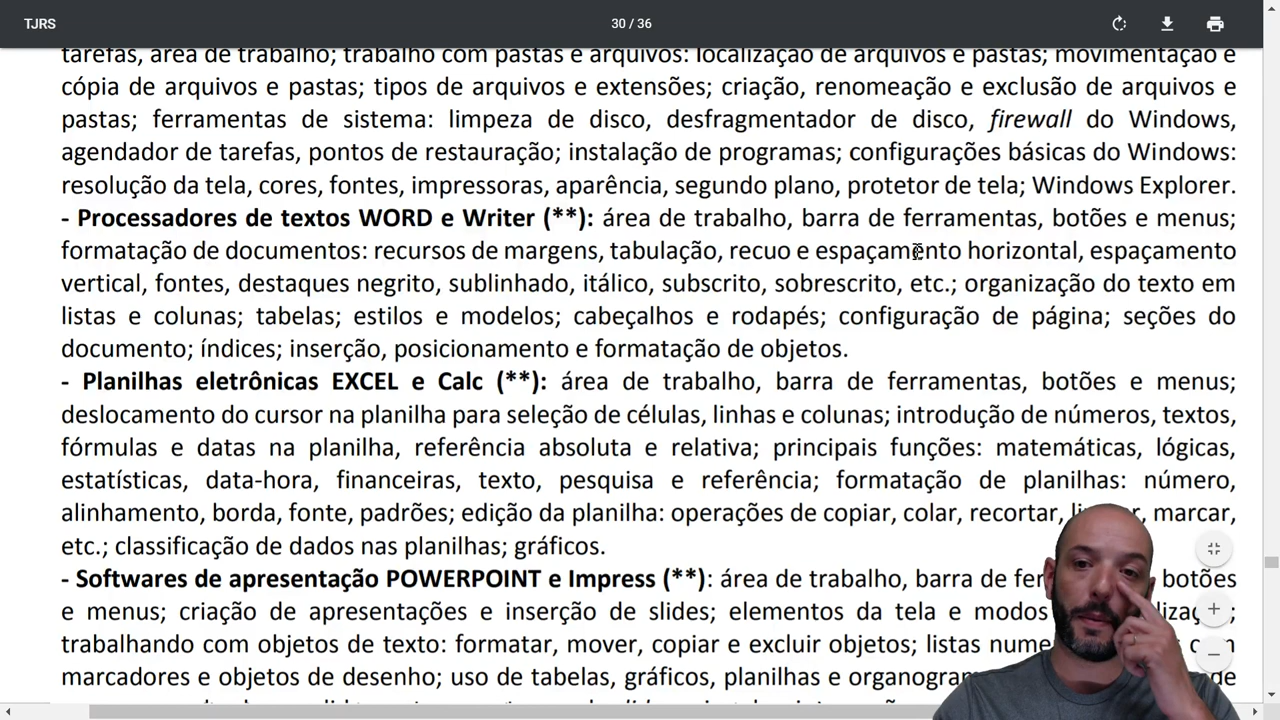 TJRS
30 / 36
tarefas, área de trabalho; trabalho com pastas e arquivos: localização de arquivos e pastas; movimentação e
cópia de arquivos e pastas; tipos de arquivos e extensões; criação, renomeação e exclusão de arquivos e
pastas; ferramentas de sistema: limpeza de disco, desfragmentador de disco, firewall do Windows,
agendador de tarefas, pontos de restauração; instalação de programas; configurações básicas do Windows:
resolução da tela, cores, fontes, impressoras, aparência, segundo plano, protetor de tela; Windows Explorer.
- Processadores de textos WORD e Writer (**): área de trabalho, barra de ferramentas, botões e menus;
formatação de documentos: recursos de margens, tabulação, recuo e espaçamento horizontal, espaçamento
vertical, fontes, destaques negrito, sublinhado, itálico, subscrito, sobrescrito, etc.; organização do texto em
listas e colunas; tabelas; estilos e modelos; cabeçalhos e rodapés; configuração de página; seções do
documento; índices; inserção, posicionamento e formatação de objetos.
- Planilhas eletrônicas EXCEL e Calc (**): área de trabalho, barra de ferramentas, botões e menus;
deslocamento do cursor na planilha para seleção de células, linhas e colunas; introdução de números, textos,
fórmulas e datas na planilha, referência absoluta e relativa; principais funções: matemáticas, lógicas,
estatísticas, data-hora, financeiras, texto, pesquisa e referência; formatação de planilhas: número,
alinhamento, borda, fonte, padrões; edição da planilha: operações de copiar, colar, recortar, marcar,
etc.; classificação de dados nas planilhas; gráficos.
- Softwares de apresentação POWERPOINT e Impress (**): área de trabalho, barra de botões
e menus; criação de apresentações e inserção de slides; elementos da tela e modos
trabalhando com objetos de texto: formatar, mover, copiar e excluir objetos; listas
marcadores e objetos de desenho; uso de tabelas, gráficos, planilhas e